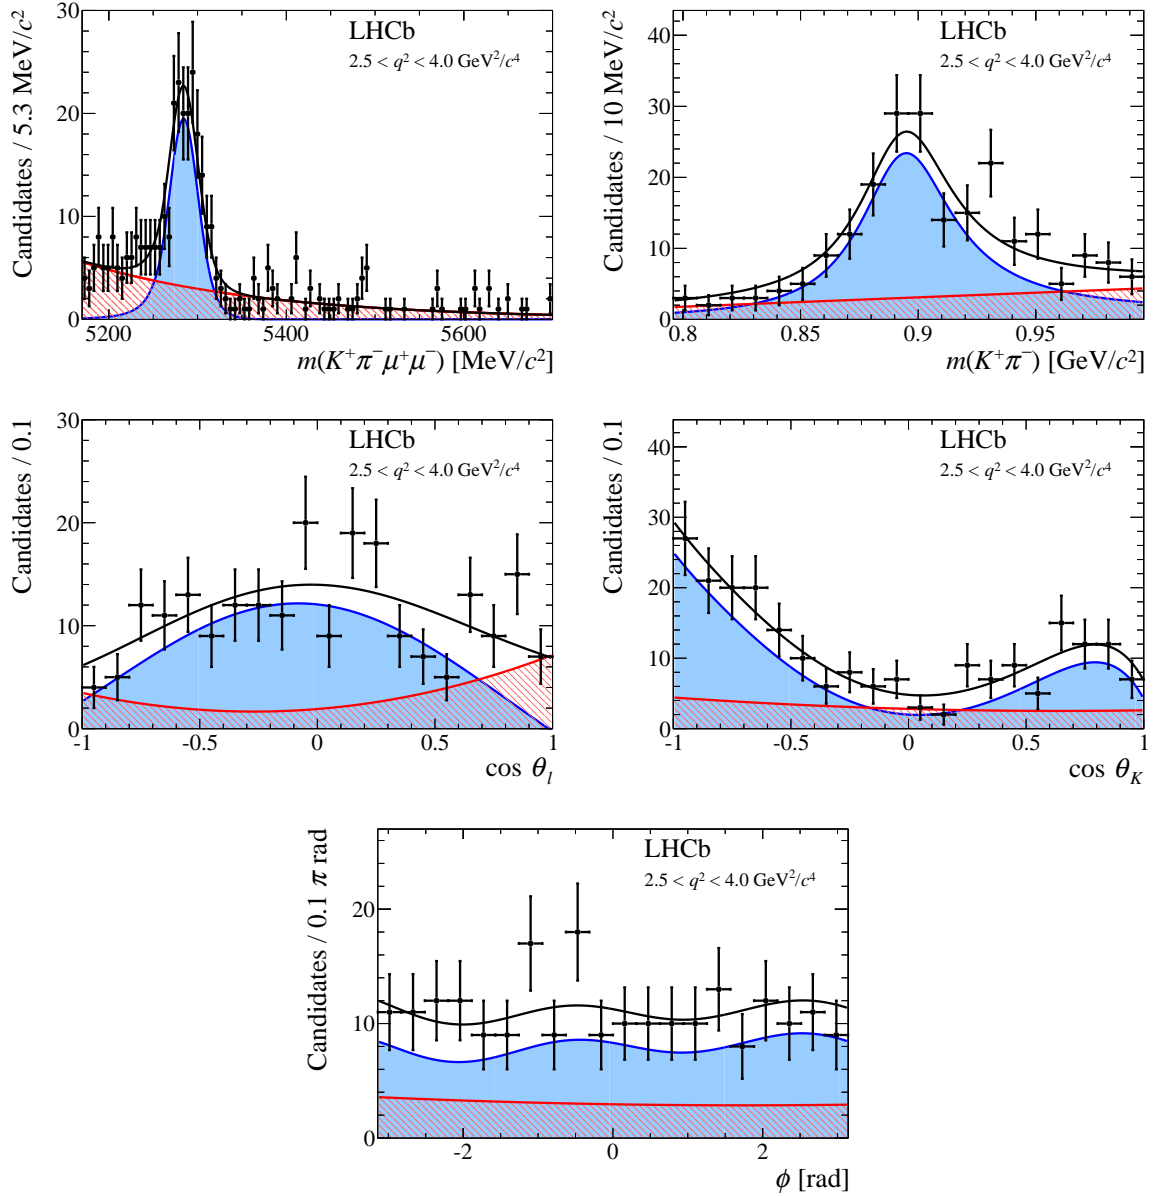 Candidates / 5.3 MeV/c²
30
20
10
0
LHCb
2.5 < q² < 4.0 GeV²/c⁴
5200 5400 5600
m(K⁺π⁻μ⁺μ⁻) [MeV/c²]
Candidates / 10 MeV/c²
40
30
20
10
0
LHCb
2.5 < q² < 4.0 GeV²/c⁴
0.8 0.85 0.9 0.95
m(K⁺π⁻) [GeV/c²]
Candidates / 0.1
30
20
10
0
LHCb
2.5 < q² < 4.0 GeV²/c⁴
-1 -0.5 0 0.5 1
cos θₗ
Candidates / 0.1
40
30
20
10
0
LHCb
2.5 < q² < 4.0 GeV²/c⁴
-1 -0.5 0 0.5 1
cos θ_K
Candidates / 0.1 π rad
20
10
0
LHCb
2.5 < q² < 4.0 GeV²/c⁴
-2 0 2
ϕ [rad]